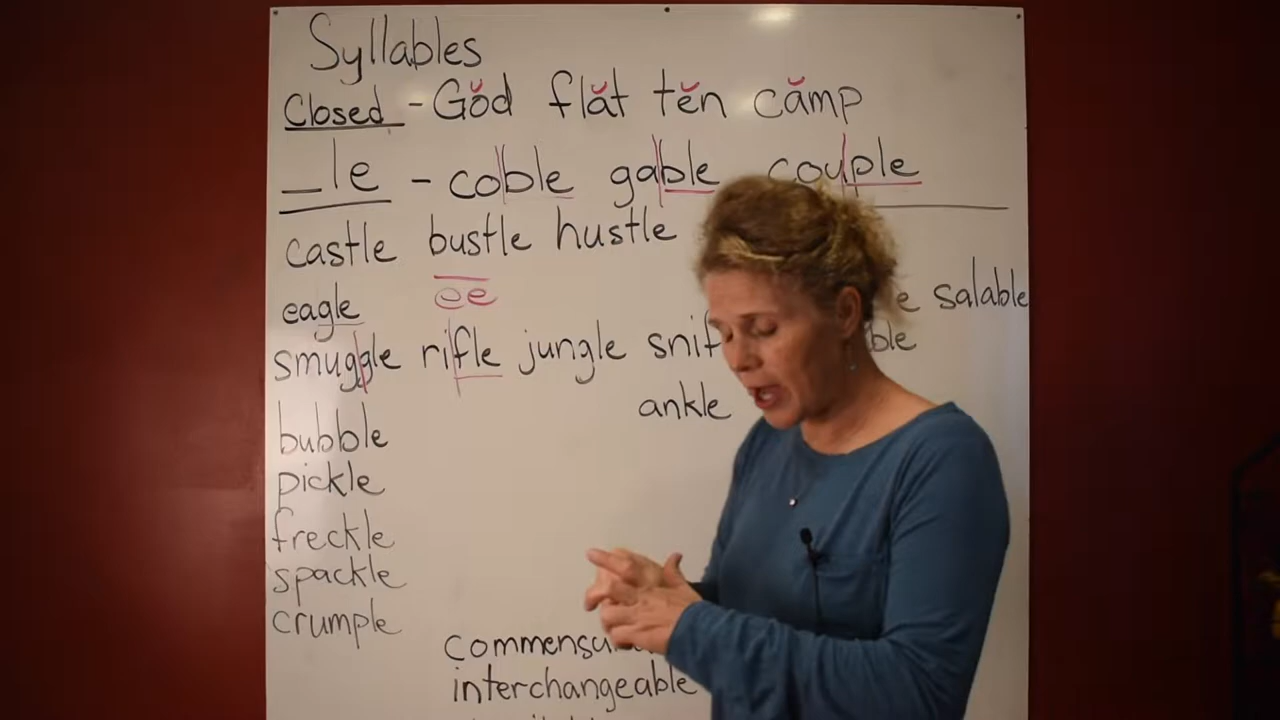 Syllables
Closed - Gŏd flăt tĕn cămp
_le - coble gable couple
castle bustle hustle
eagle ee salable
smuggle rifle jungle
ankle
bubble
pickle
freckle
spackle
crumple
interchangeable